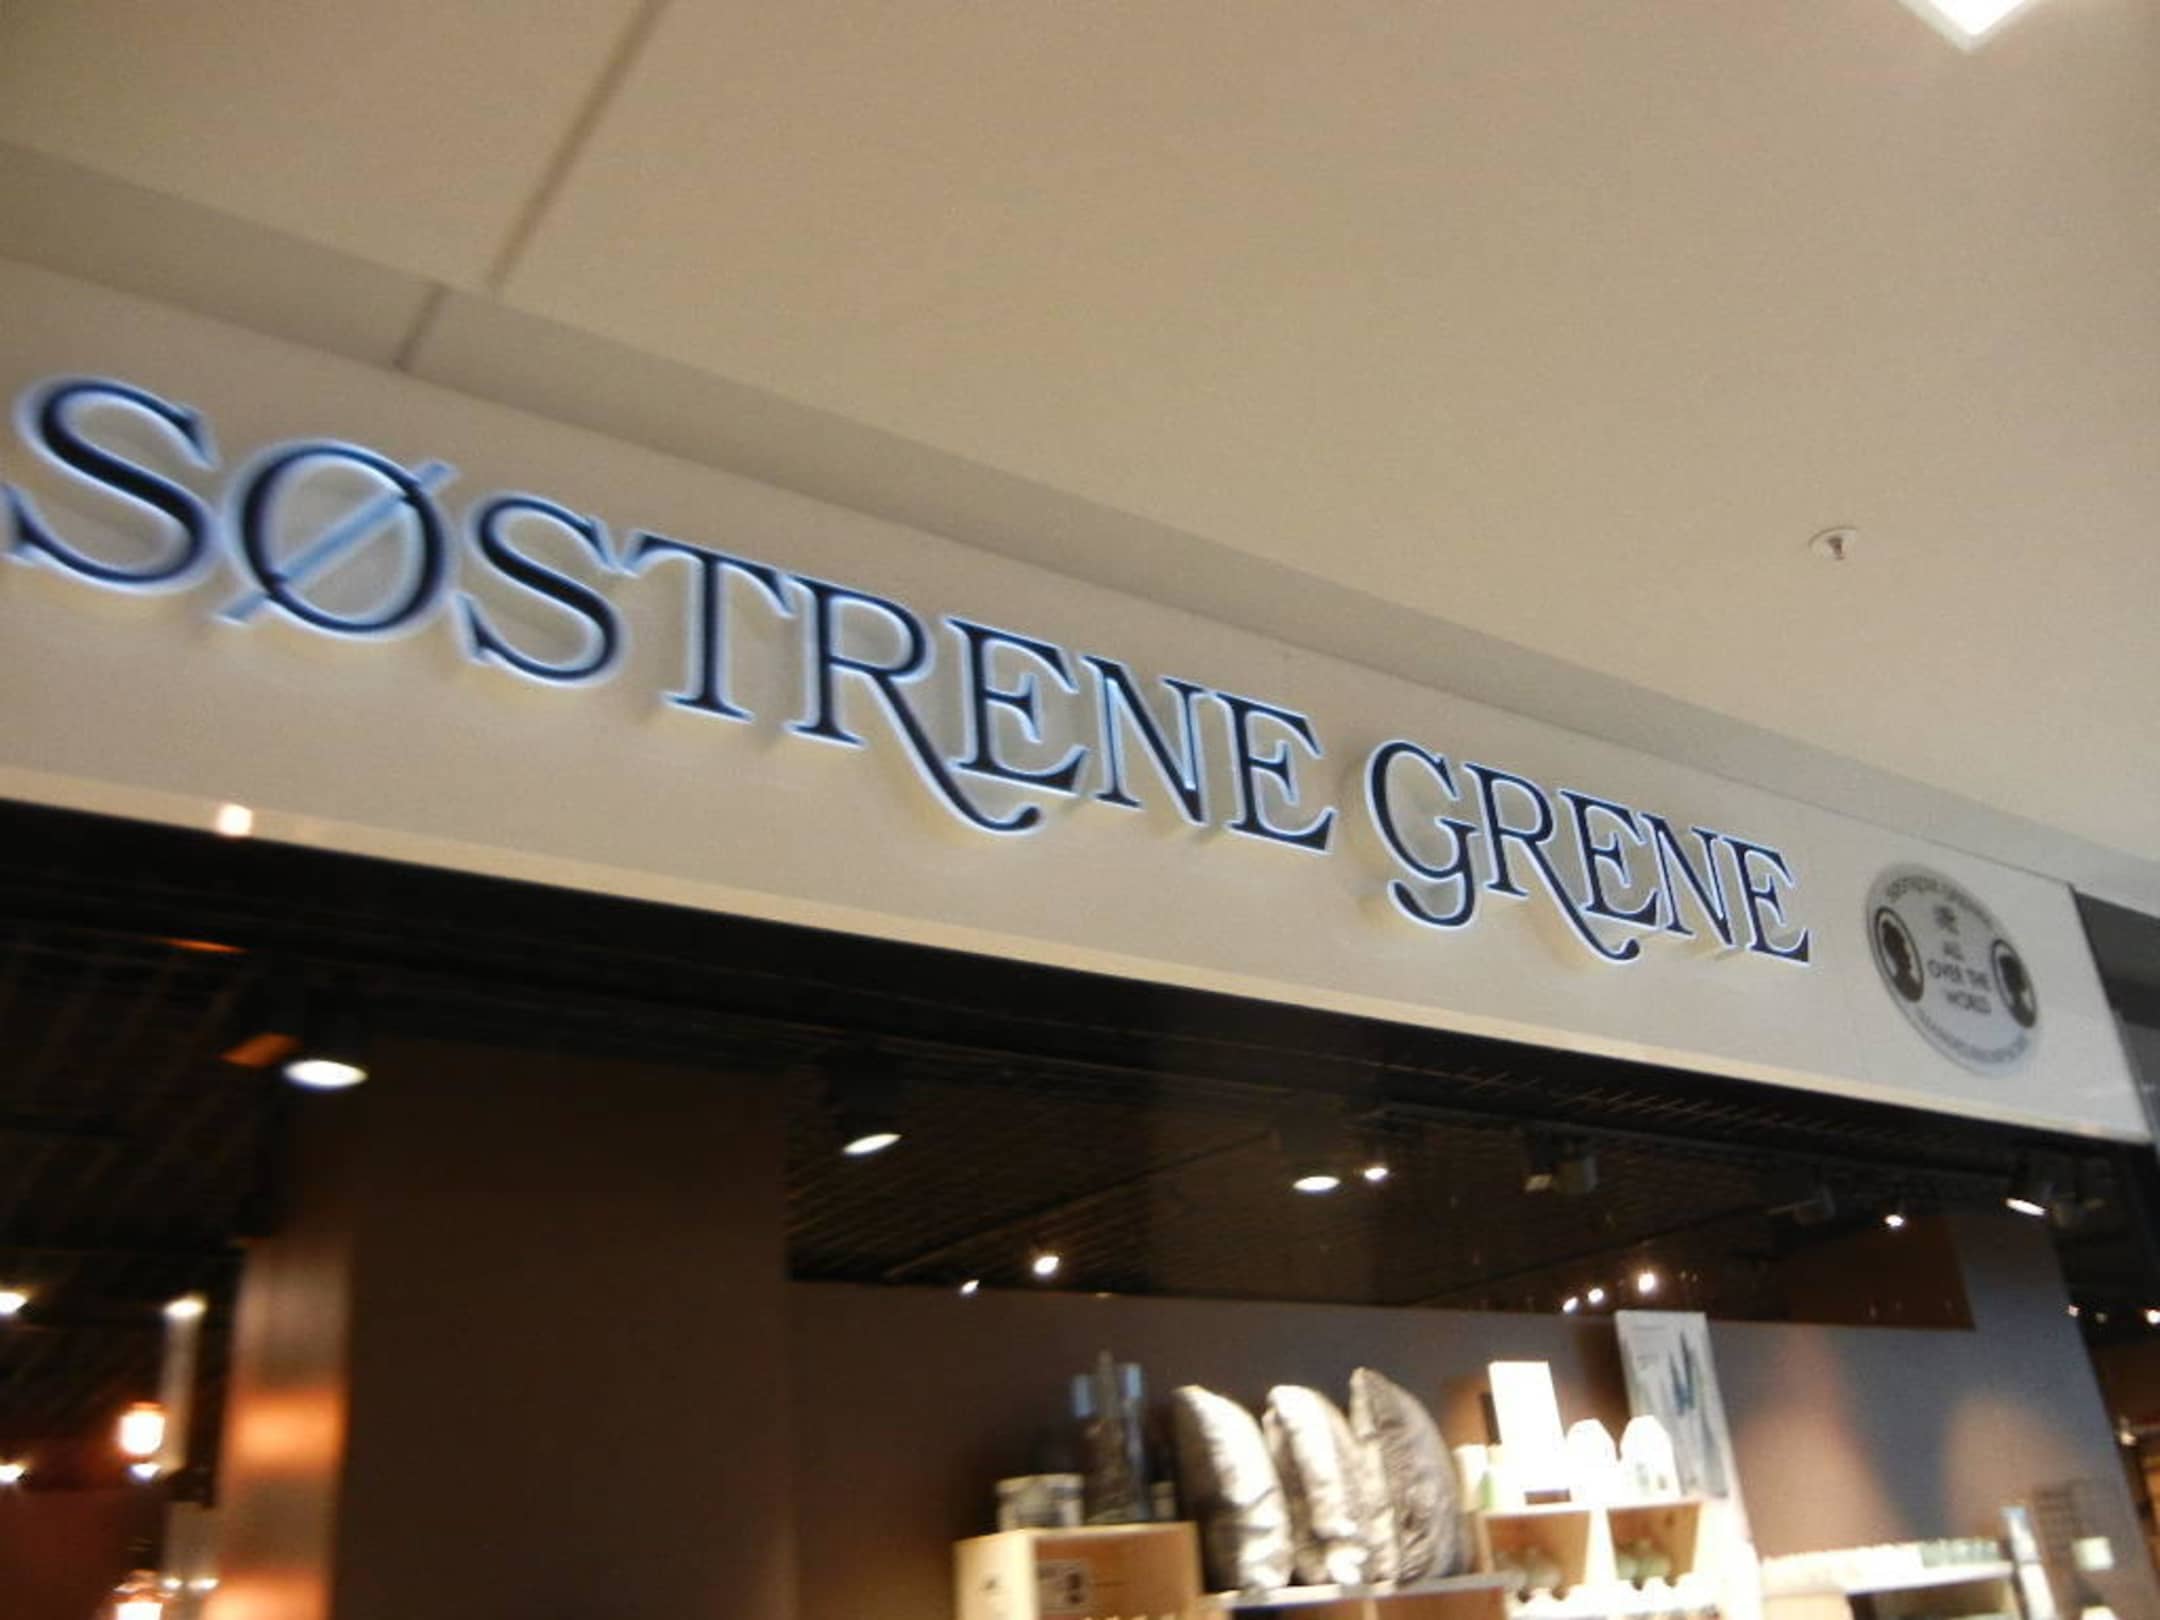 SØSTRENE GRENE
ALL
OVER THE
WORLD